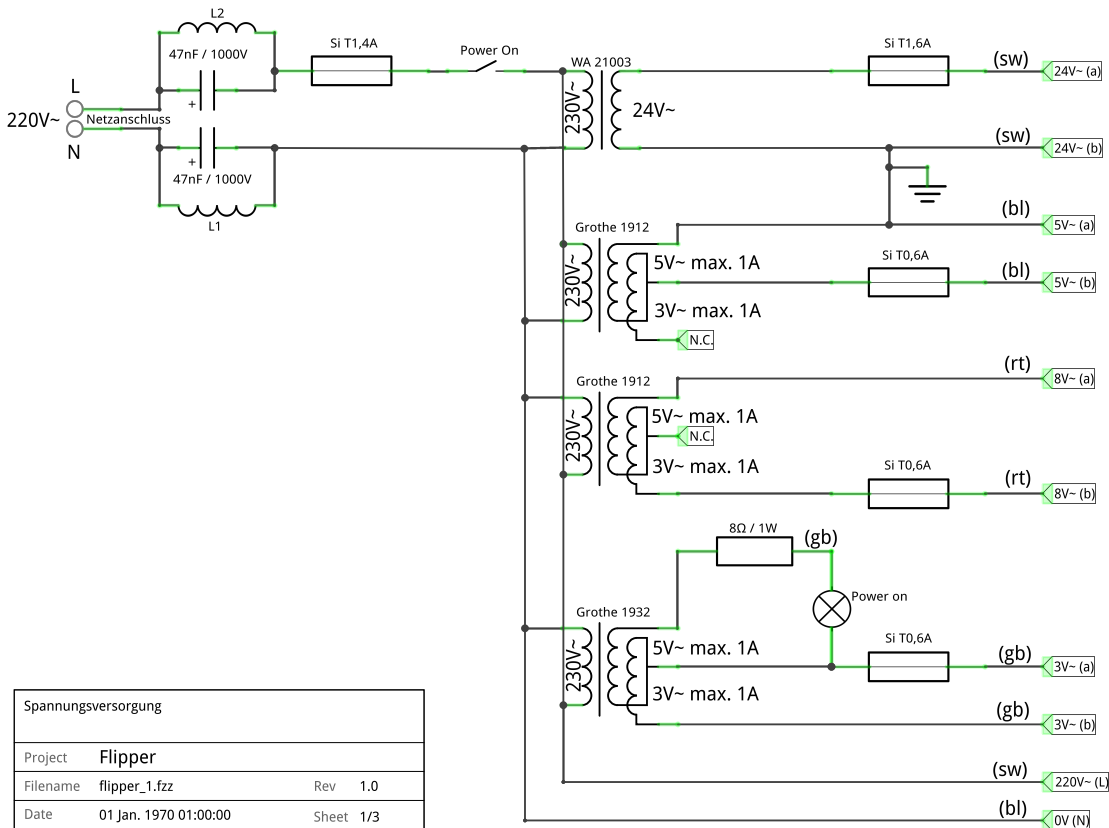 L2
47nF / 1000V
Si T1,4A
Power On
WA 21003
Si T1,6A
(sw)
24V~ (a)
L
220V~
Netzanschluss
N
+
+
230V~
24V~
(sw)
24V~ (b)
47nF / 1000V
L1
(bl)
5V~ (a)
Grothe 1912
230V~
5V~ max. 1A
3V~ max. 1A
Si T0,6A
(bl)
5V~ (b)
N.C.
(rt)
8V~ (a)
Grothe 1912
230V~
5V~ max. 1A
N.C.
3V~ max. 1A
Si T0,6A
(rt)
8V~ (b)
8Ω / 1W
(gb)
Power on
Grothe 1932
230V~
5V~ max. 1A
3V~ max. 1A
Si T0,6A
(gb)
3V~ (a)
(gb)
3V~ (b)
(sw)
220V~ (L)
(bl)
0V (N)
Spannungsversorgung
Project Flipper
Filename flipper_1.fzz Rev 1.0
Date 01 Jan. 1970 01:00:00 Sheet 1/3